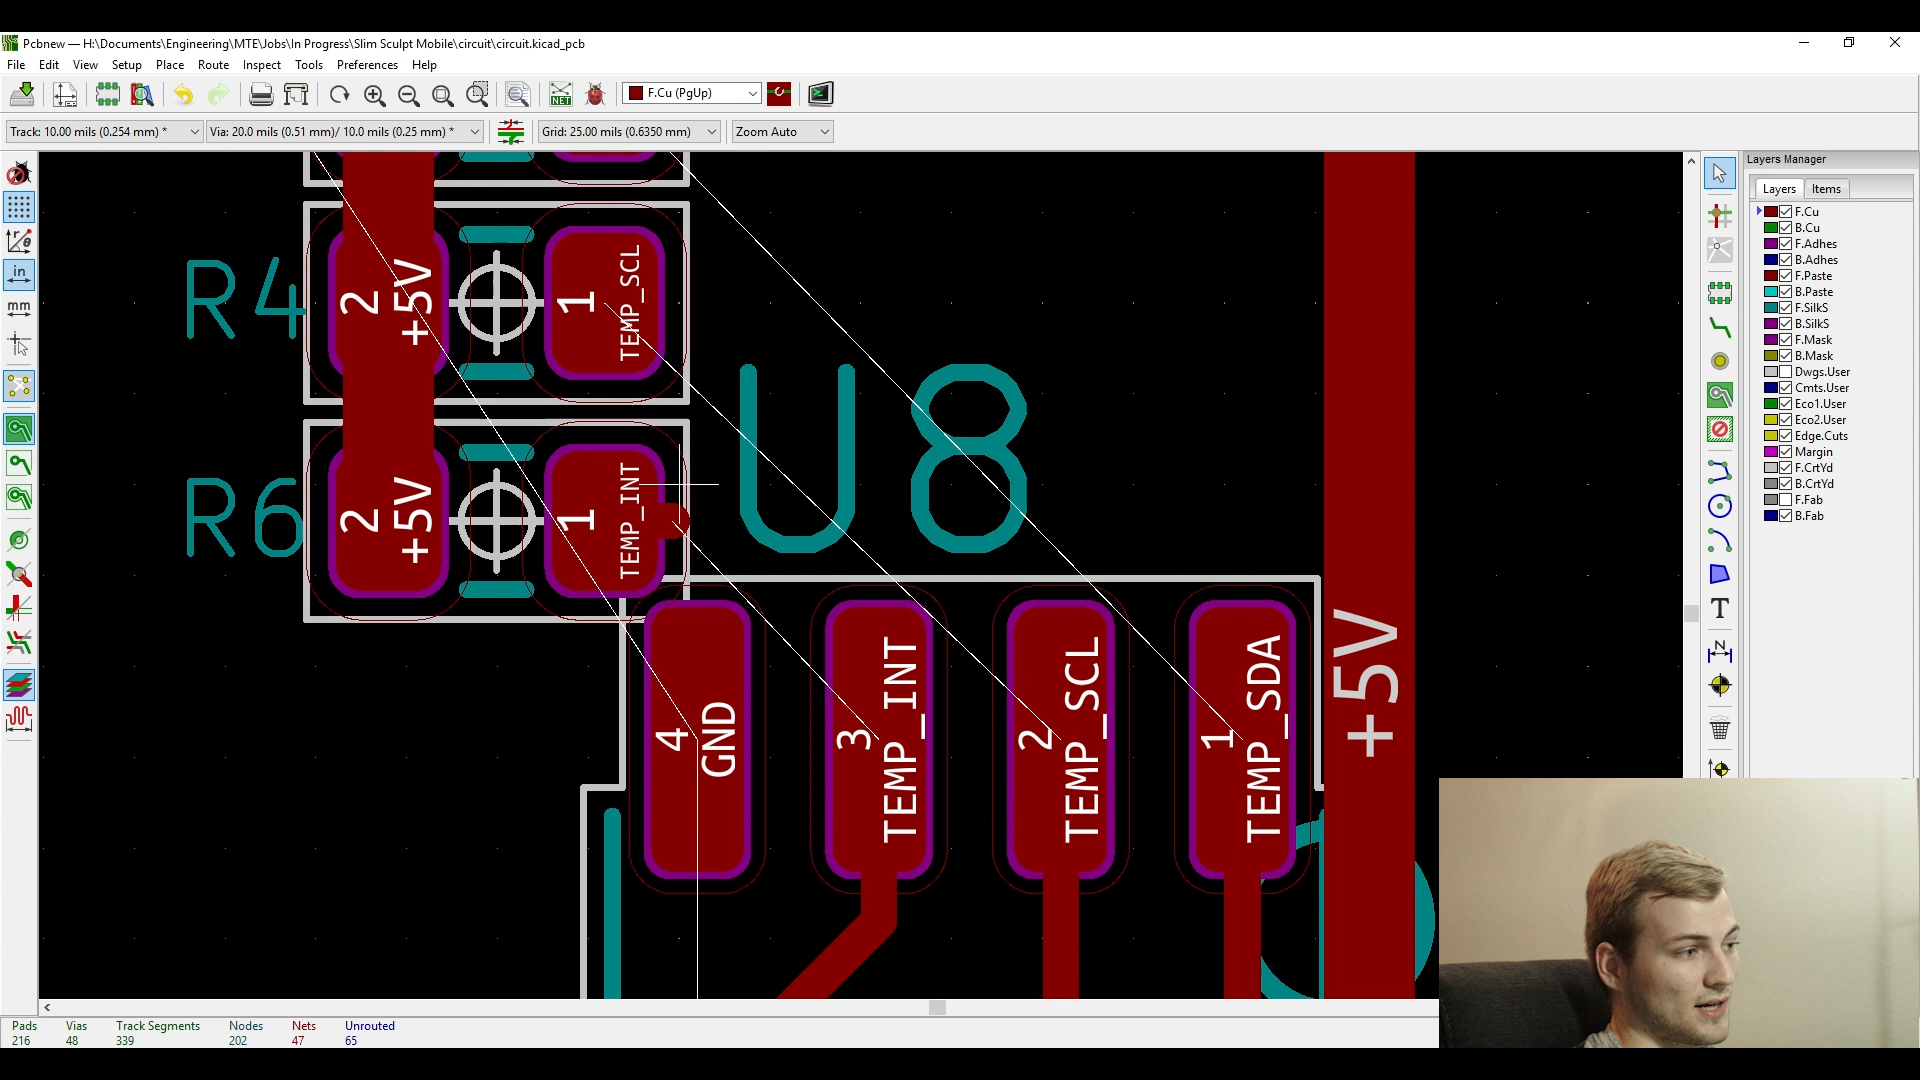 Pcbnew — H:\Documents\Engineering\MTE\Jobs\In Progress\Slim Sculpt Mobile\circuit\circuit.kicad_pcb
File Edit View Setup Place Route Inspect Tools Preferences Help
NET
F.Cu (PgUp)
Track: 10.00 mils (0.254 mm) *
Via: 20.0 mils (0.51 mm)/ 10.0 mils (0.25 mm) *
Grid: 25.00 mils (0.6350 mm)
Zoom Auto
in
mm
R4
2
+5V
1
TEMP_SCL
R6
2
+5V
1
TEMP_INT
U8
4
GND
3
TEMP_INT
2
TEMP_SCL
1
TEMP_SDA
+5V
T
N
Layers Manager
Layers Items
F.Cu
B.Cu
F.Adhes
B.Adhes
F.Paste
B.Paste
F.SilkS
B.SilkS
F.Mask
B.Mask
Dwgs.User
Cmts.User
Eco1.User
Eco2.User
Edge.Cuts
Margin
F.CrtYd
B.CrtYd
F.Fab
B.Fab
Pads Vias Track Segments Nodes Nets Unrouted
216 48 339 202 47 65